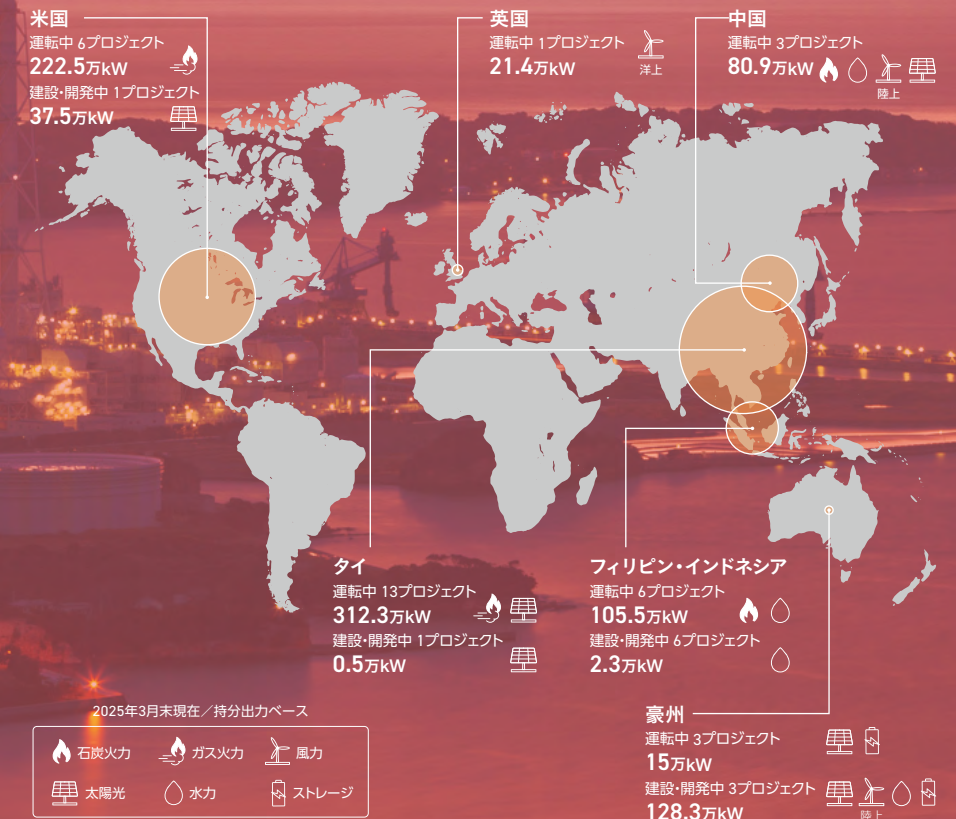 米国
運転中 6プロジェクト
222.5万kW
建設・開発中 1プロジェクト
37.5万kW
英国
運転中 1プロジェクト
21.4万kW
洋上
中国
運転中 3プロジェクト
80.9万kW
陸上
タイ
運転中 13プロジェクト
312.3万kW
建設・開発中 1プロジェクト
0.5万kW
フィリピン・インドネシア
運転中 6プロジェクト
105.5万kW
建設・開発中 6プロジェクト
2.3万kW
豪州
運転中 3プロジェクト
15万kW
建設・開発中 3プロジェクト
128.3万kW
陸上
2025年3月末現在／持分出力ベース
石炭火力 ガス火力 風力
太陽光 水力 ストレージ